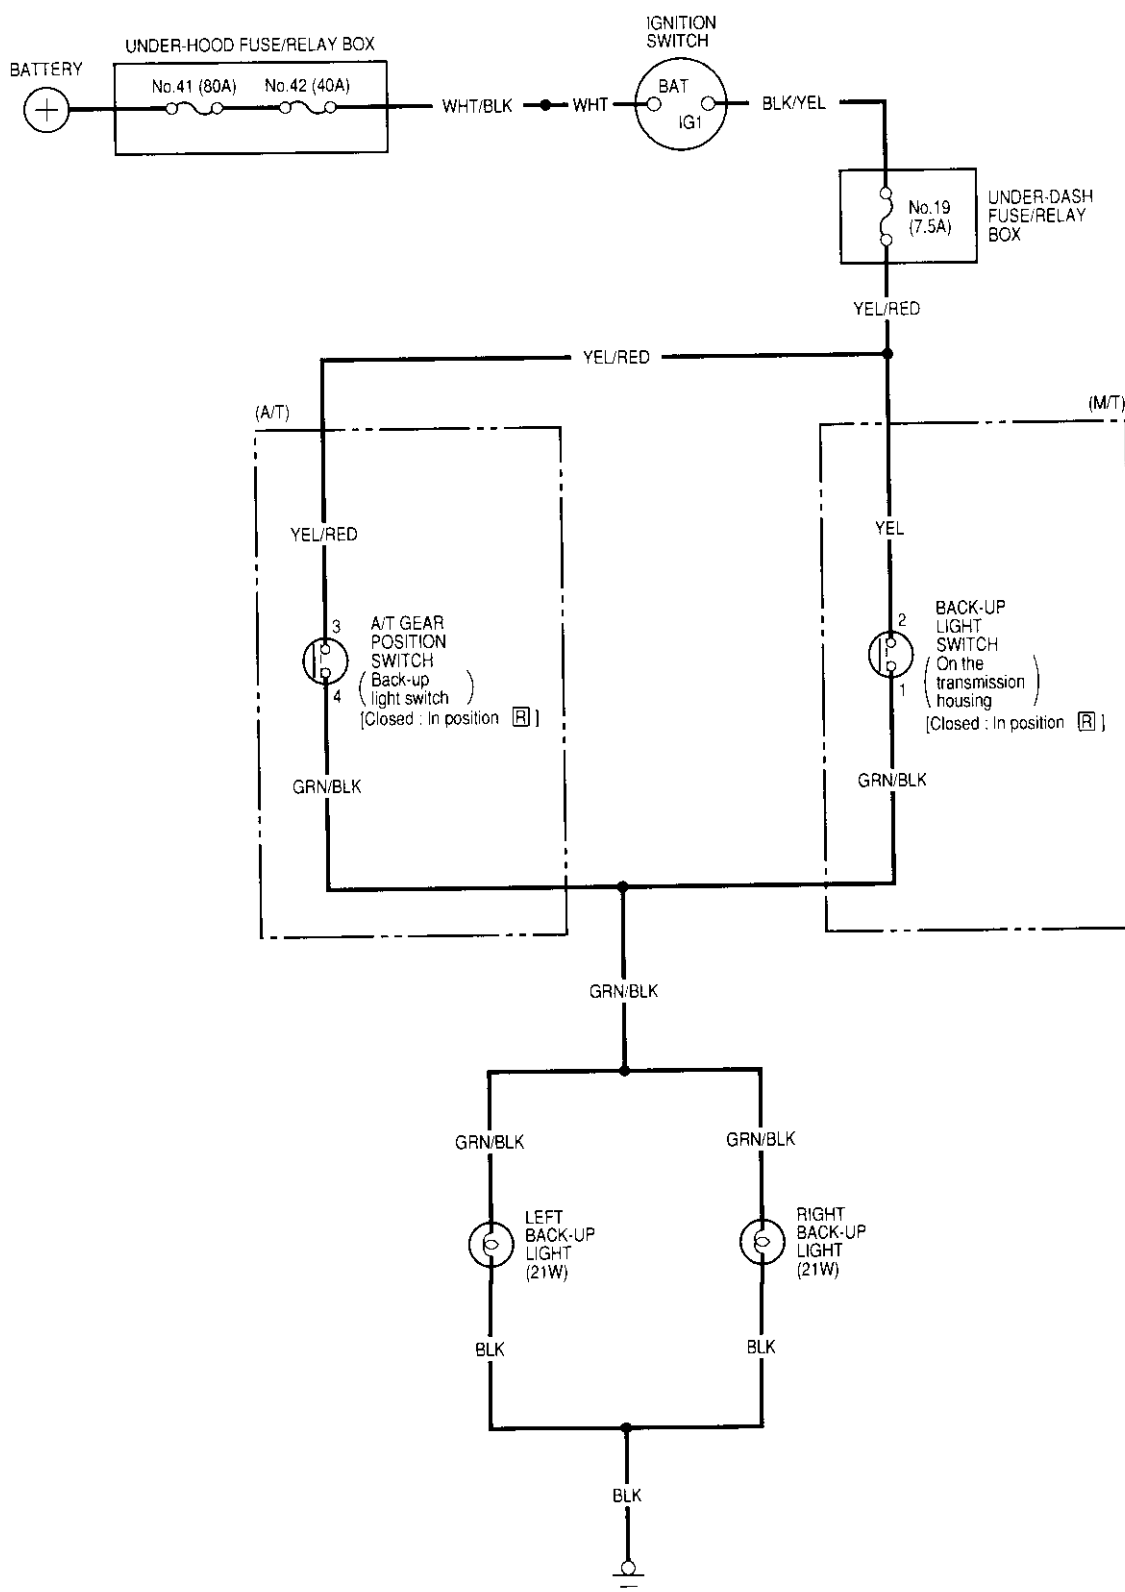 IGNITION
SWITCH
UNDER-HOOD FUSE/RELAY BOX
BATTERY
No.41 (80A)
No.42 (40A)
BAT
WHT/BLK
WHT
BLK/YEL
IG1
No.19
(7.5A)
UNDER-DASH
FUSE/RELAY
BOX
YEL/RED
YEL/RED
(A/T)
(M/T)
YEL/RED
YEL
3
A/T GEAR
POSITION
SWITCH
(Back-up
light switch)
4
[Closed : In position R ]
2
BACK-UP
LIGHT
SWITCH
(On the
transmission
housing)
1
[Closed : In position R ]
GRN/BLK
GRN/BLK
GRN/BLK
GRN/BLK
GRN/BLK
LEFT
BACK-UP
LIGHT
(21W)
RIGHT
BACK-UP
LIGHT
(21W)
BLK
BLK
BLK